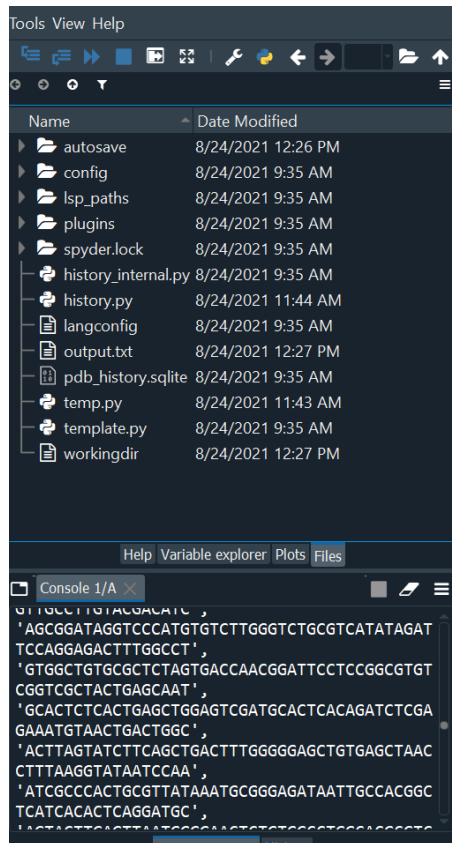 Tools View Help
Name Date Modified
autosave 8/24/2021 12:26 PM
config 8/24/2021 9:35 AM
lsp_paths 8/24/2021 9:35 AM
plugins 8/24/2021 9:35 AM
spyder.lock 8/24/2021 9:35 AM
history_internal.py 8/24/2021 9:35 AM
history.py 8/24/2021 11:44 AM
langconfig 8/24/2021 9:35 AM
output.txt 8/24/2021 12:27 PM
pdb_history.sqlite 8/24/2021 9:35 AM
temp.py 8/24/2021 11:43 AM
template.py 8/24/2021 9:35 AM
workingdir 8/24/2021 12:27 PM
Help Variable explorer Plots Files
Console 1/A
GTTGCCTTGTACGACATC',
'AGCGGATAGGTCCCATGTGTCTTGGGTCTGCGTCATATAGAT
TCCAGGAGACTTTGGCCT',
'GTGGCTGTGCGCTCTAGTGACCAACGGATTCCTCCGGCGTGT
CGGTCGCTACTGAGCAAT',
'GCACTCTCACTGAGCTGGAGTCGATGCACTCACAGATCTCGA
GAAATGTAACTGACTGGC',
'ACTTAGTATCTTCAGCTGACTTTGGGGGAGCTGTGAGCTAAC
CTTTAAGGTATAATCCAA',
'ATCGCCCACTGCGTTATAAATGCGGGAGATAATTGCCACGGC
TCATCACACTCAGGATGC',